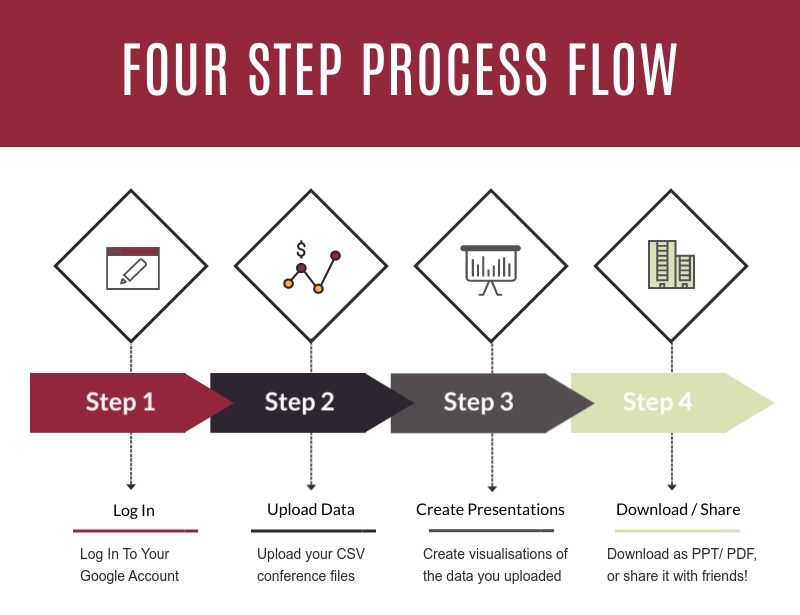 FOUR STEP PROCESS FLOW
$
Step 1
Step 2
Step 3
Step 4
Log In
Log In To Your
Google Account
Upload Data
Upload your CSV
conference files
Create Presentations
Create visualisations of
the data you uploaded
Download / Share
Download as PPT/ PDF,
or share it with friends!